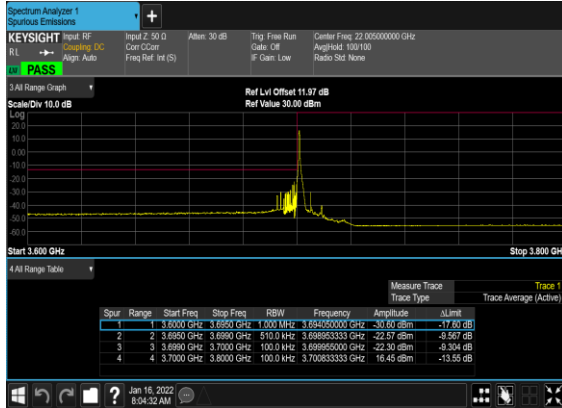 Spectrum Analyzer 1
Spurious Emissions
+
KEYSIGHT Input: RF Input Z: 50 Ω Atten: 30 dB Trig: Free Run Center Freq: 22.005000000 GHz
RL Coupling: DC Corr CCorr Gate: Off Avg|Hold: 100/100
Align: Auto Freq Ref: Int (S) IF Gain: Low Radio Std: None
PASS
3 All Range Graph
Ref Lvl Offset 11.97 dB
Scale/Div 10.0 dB Ref Value 30.00 dBm
Log
20.0
10.0
0.00
-10.0
-20.0
-30.0
-40.0
-50.0
-60.0
Start 3.600 GHz Stop 3.800 GH
4 All Range Table
Measure Trace Trace 1
Trace Type Trace Average (Active)
Spur Range Start Freq Stop Freq RBW Frequency Amplitude ΔLimit
1 1 3.6000 GHz 3.6950 GHz 1.000 MHz 3.694050000 GHz -30.60 dBm -17.60 dB
2 2 3.6950 GHz 3.6990 GHz 510.0 kHz 3.698953333 GHz -22.57 dBm -9.567 dB
3 3 3.6990 GHz 3.7000 GHz 100.0 kHz 3.699955000 GHz -22.30 dBm -9.304 dB
4 4 3.7000 GHz 3.8000 GHz 100.0 kHz 3.700833333 GHz 16.45 dBm -13.55 dB
? Jan 16, 2022
8:04:32 AM